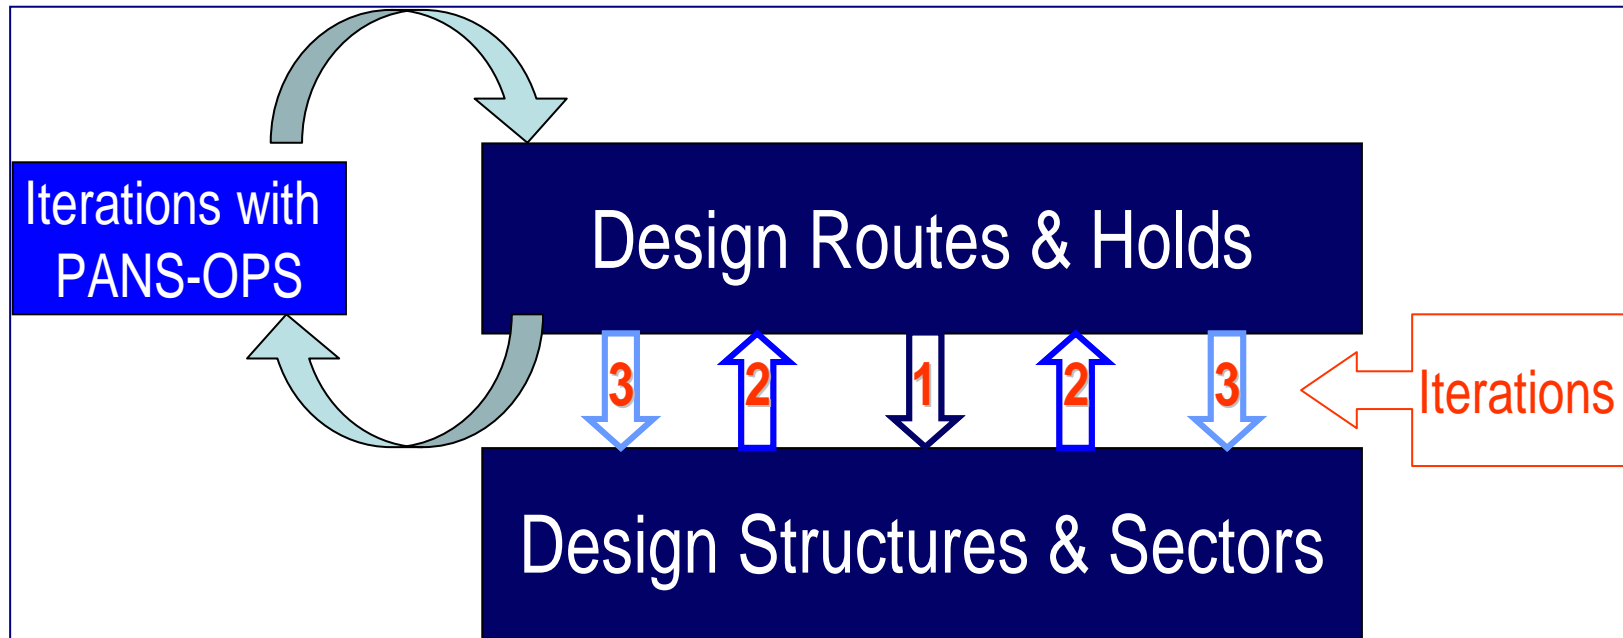 Iterations with
PANS-OPS
Design Routes & Holds
3 2 1 2 3
Iterations
Design Structures & Sectors